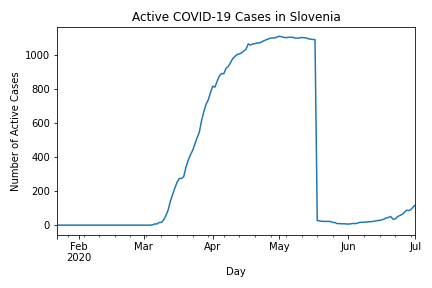 Active COVID-19 Cases in Slovenia
Number of Active Cases
1000
800
600
400
200
0
Feb
2020
Mar
Apr
May
Jun
Jul
Day